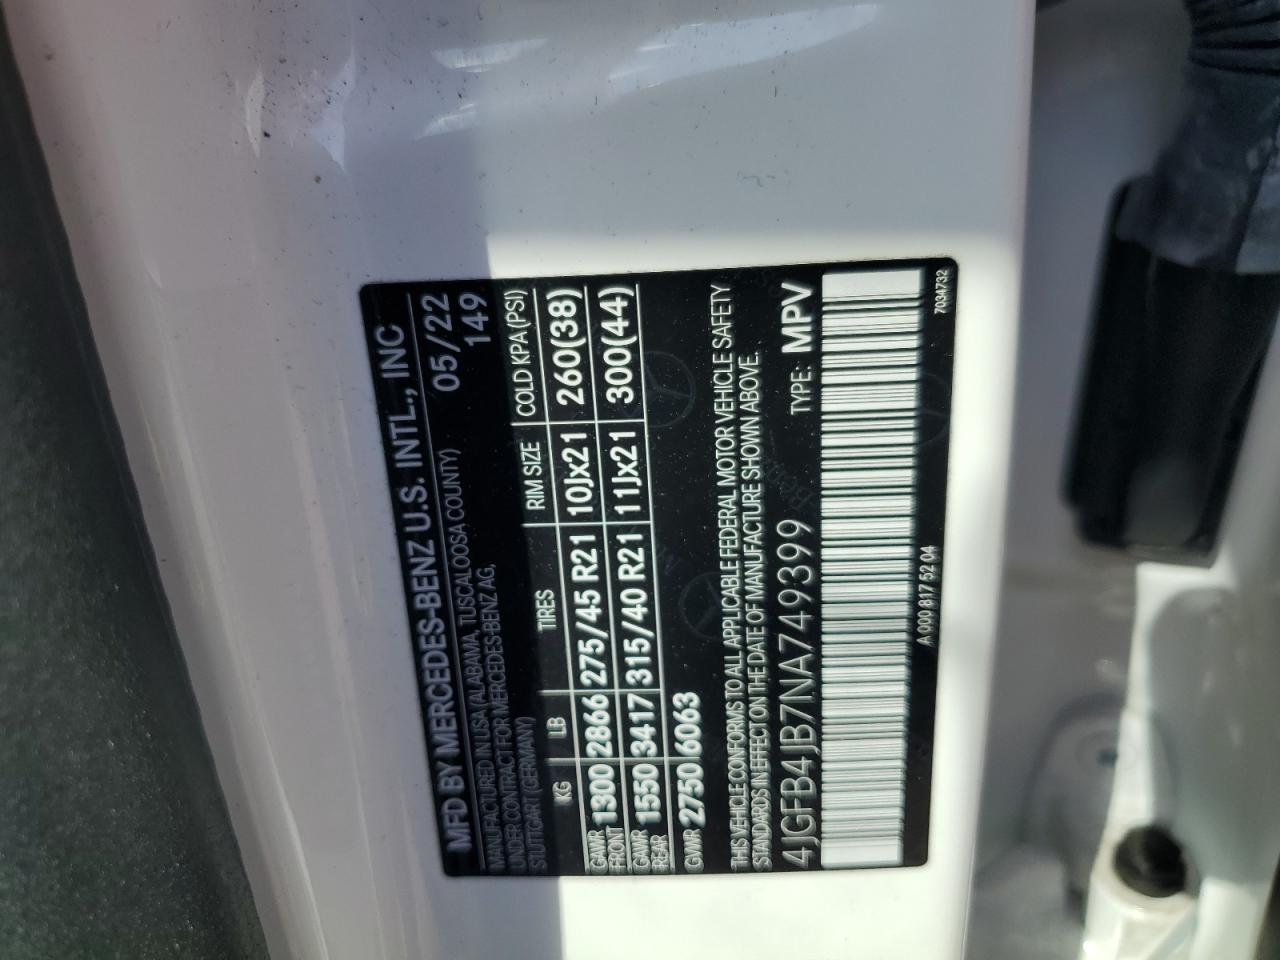 MFD BY MERCEDES-BENZ U.S. INTL., INC
MANUFACTURED IN USA (ALABAMA, TUSCALOOSA COUNTY) 05/22
UNDER CONTRACT FOR MERCEDES-BENZ AG, 149
STUTTGART (GERMANY)
KG LB TIRES RIM SIZE COLD KPA (PSI)
GAWR FRONT 1300 2866 275/45 R21 10Jx21 260(38)
GAWR REAR 1550 3417 315/40 R21 11Jx21 300(44)
GVWR 2750 6063
THIS VEHICLE CONFORMS TO ALL APPLICABLE FEDERAL MOTOR VEHICLE SAFETY
STANDARDS IN EFFECT ON THE DATE OF MANUFACTURE SHOWN ABOVE.
4JGFB4JB7NA749399 TYPE: MPV
A 000 817 52 04 7034732